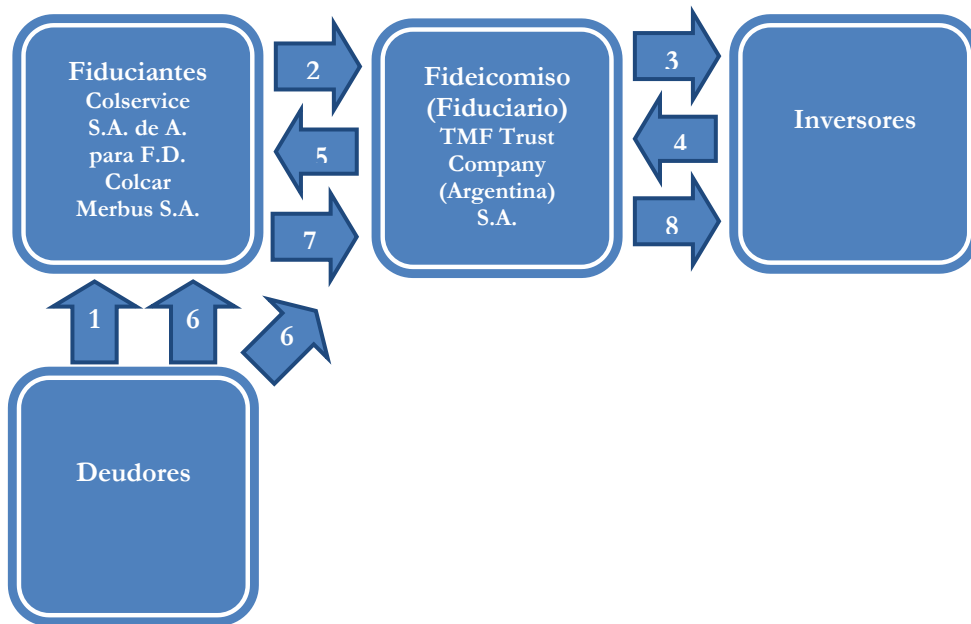 Fiduciantes
Colservice
S.A. de A.
para F.D.
Colcar
Merbus S.A.
2
5
7
Fideicomiso
(Fiduciario)
TMF Trust
Company
(Argentina)
S.A.
3
4
8
Inversores
1
6
6
Deudores